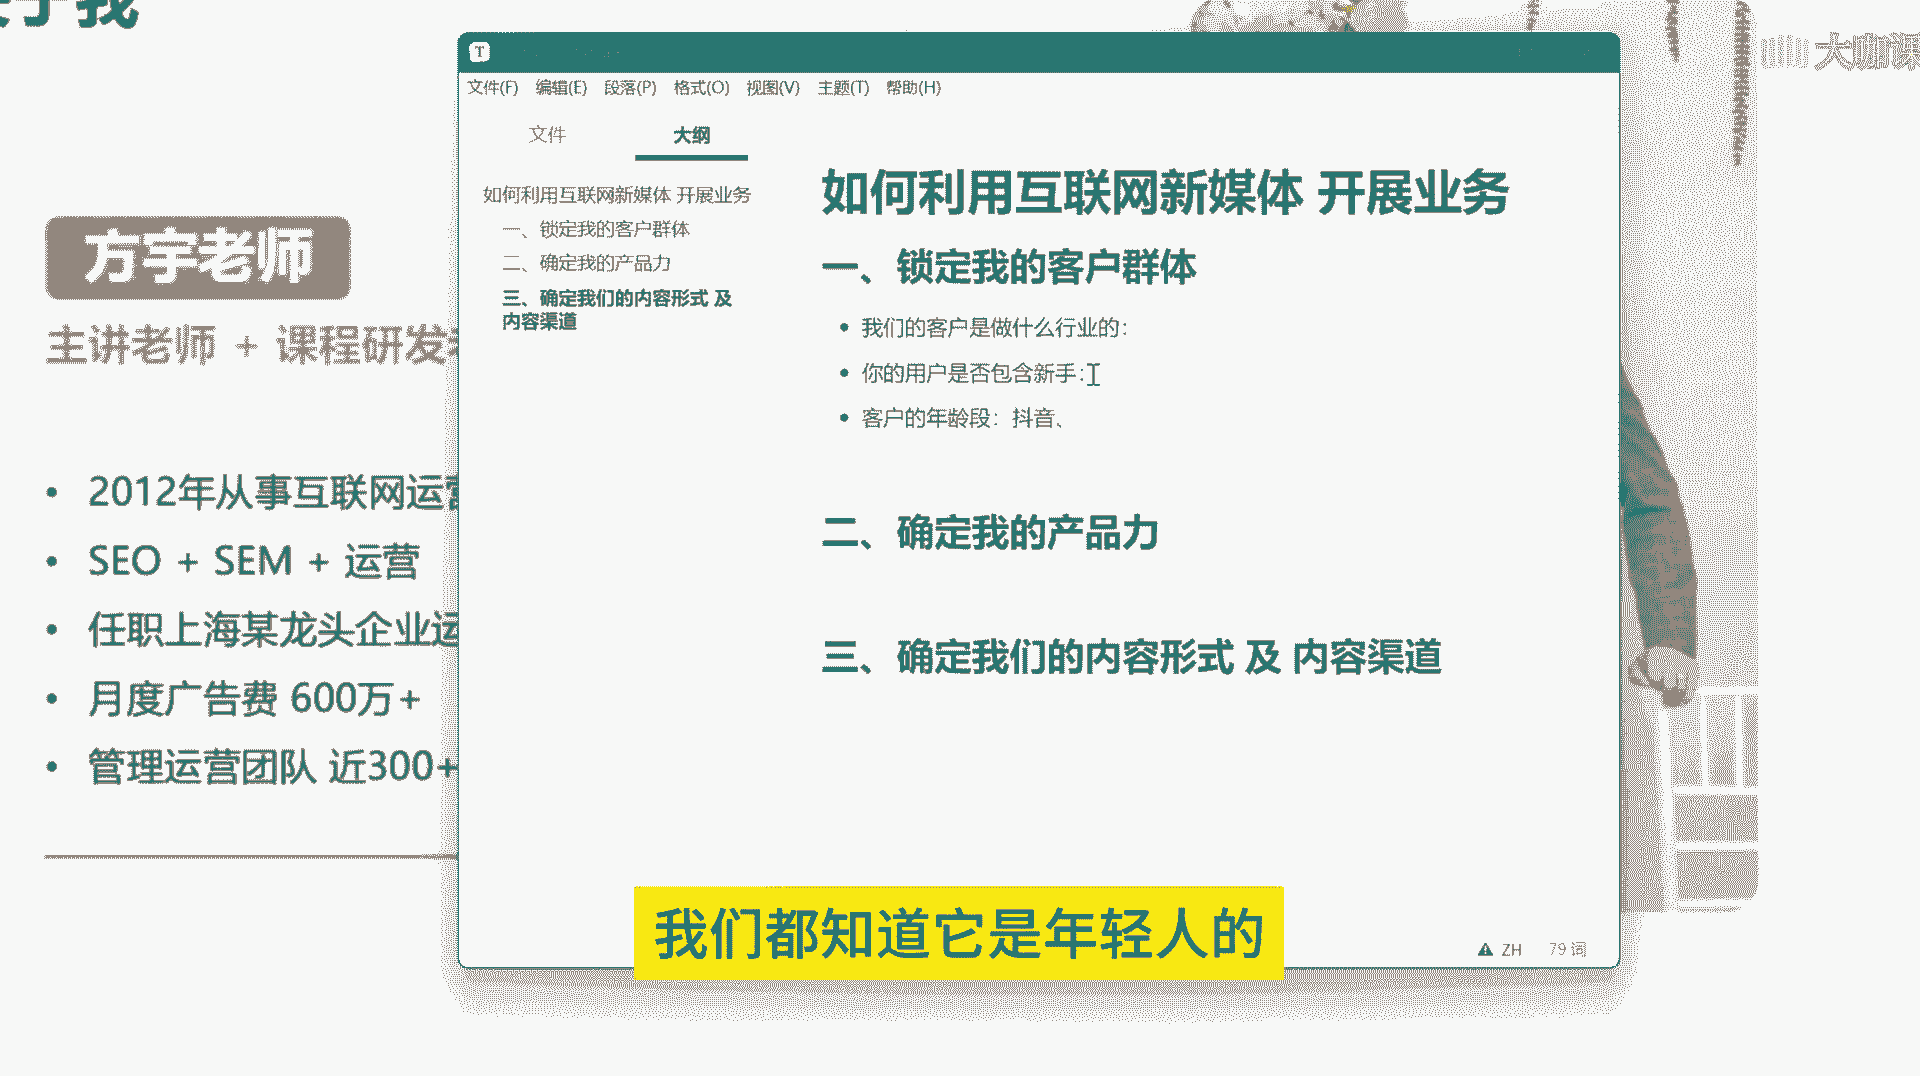 于我
大咖课
方宇老师
主讲老师 + 课程研发
2012年从事互联网运营
SEO + SEM + 运营
任职上海某龙头企业运
月度广告费 600万+
管理运营团队 近300+
T
文件(F) 编辑(E) 段落(P) 格式(O) 视图(V) 主题(T) 帮助(H)
文件 大纲
如何利用互联网新媒体 开展业务
一、锁定我的客户群体
二、确定我的产品力
三、确定我们的内容形式 及
内容渠道
如何利用互联网新媒体 开展业务
一、锁定我的客户群体
我们的客户是做什么行业的：
你的用户是否包含新手：
客户的年龄段：抖音、
二、确定我的产品力
三、确定我们的内容形式 及 内容渠道
ZH 79 词
我们都知道它是年轻人的